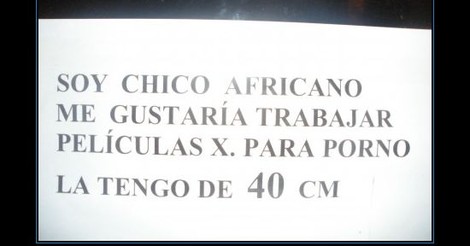 SOY CHICO AFRICANO
ME GUSTARÍA TRABAJAR
PELÍCULAS X. PARA PORNO
LA TENGO DE 40 CM